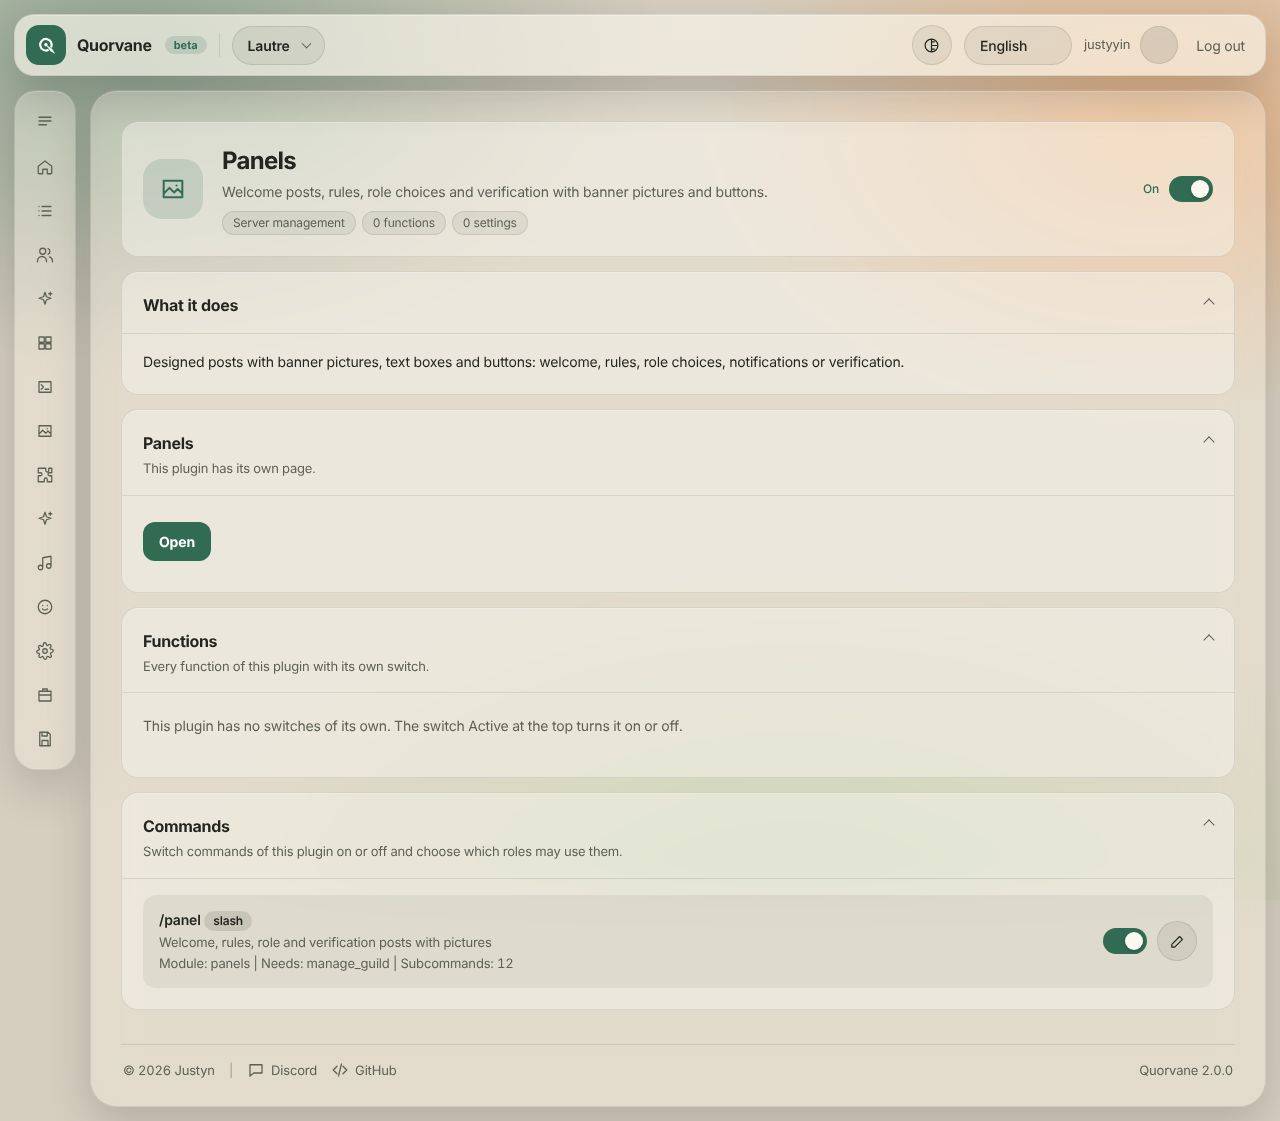 Quorvane beta Lautre English justyyin Log out
Panels
Welcome posts, rules, role choices and verification with banner pictures and buttons.
On
Server management 0 functions 0 settings
What it does
Designed posts with banner pictures, text boxes and buttons: welcome, rules, role choices, notifications or verification.
Panels
This plugin has its own page.
Open
Functions
Every function of this plugin with its own switch.
This plugin has no switches of its own. The switch Active at the top turns it on or off.
Commands
Switch commands of this plugin on or off and choose which roles may use them.
/panel slash
Welcome, rules, role and verification posts with pictures
Module: panels | Needs: manage_guild | Subcommands: 12
© 2026 Justyn | Discord GitHub Quorvane 2.0.0